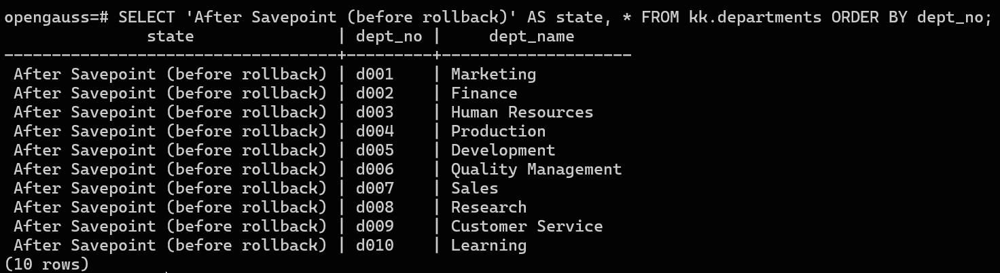 opengauss=# SELECT 'After Savepoint (before rollback)' AS state, * FROM kk.departments ORDER BY dept_no;
               state               | dept_no |     dept_name
-----------------------------------+---------+--------------------
 After Savepoint (before rollback) | d001    | Marketing
 After Savepoint (before rollback) | d002    | Finance
 After Savepoint (before rollback) | d003    | Human Resources
 After Savepoint (before rollback) | d004    | Production
 After Savepoint (before rollback) | d005    | Development
 After Savepoint (before rollback) | d006    | Quality Management
 After Savepoint (before rollback) | d007    | Sales
 After Savepoint (before rollback) | d008    | Research
 After Savepoint (before rollback) | d009    | Customer Service
 After Savepoint (before rollback) | d010    | Learning
(10 rows)